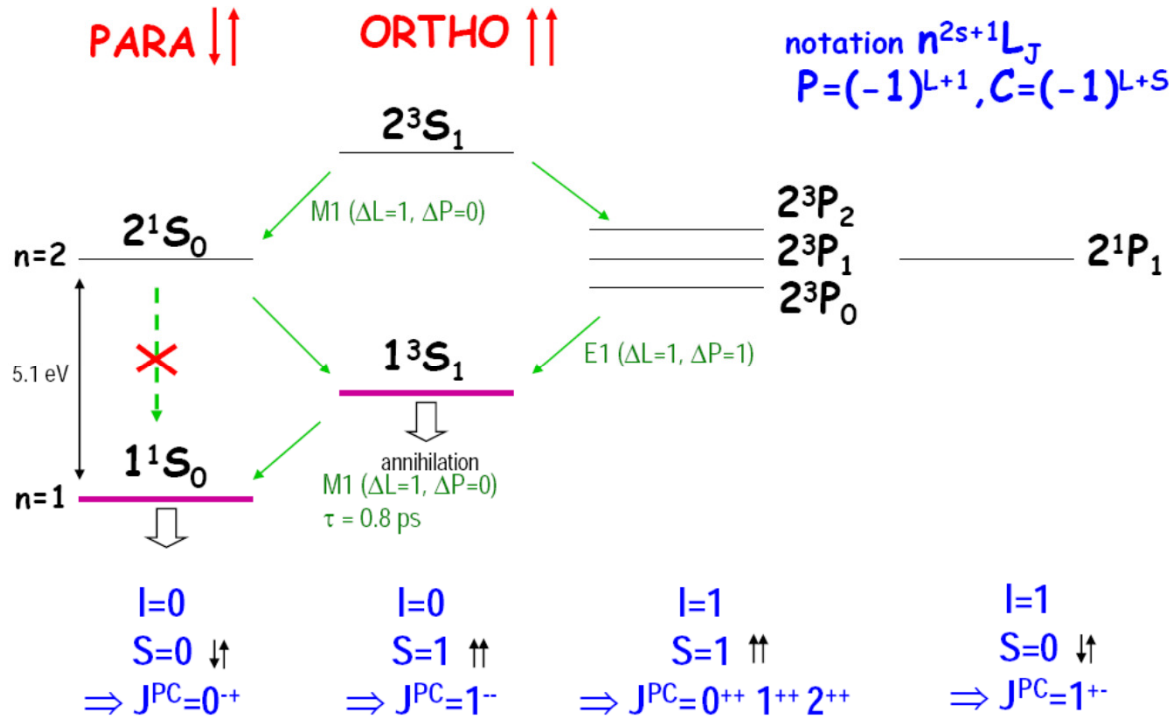 PARA ↓↑
ORTHO ↑↑
notation n²ˢ⁺¹L_J
P=(-1)ᴸ⁺¹,C=(-1)ᴸ⁺ˢ
2³S₁
M1 (ΔL=1, ΔP=0)
2¹S₀
n=2
2³P₂
2³P₁
2³P₀
2¹P₁
5.1 eV
1³S₁
E1 (ΔL=1, ΔP=1)
annihilation
1¹S₀
n=1
M1 (ΔL=1, ΔP=0)
τ = 0.8 ps
l=0
S=0 ↓↑
⇒ Jᴾᶜ=0⁻⁺
l=0
S=1 ↑↑
⇒ Jᴾᶜ=1⁻⁻
l=1
S=1 ↑↑
⇒ Jᴾᶜ=0⁺⁺ 1⁺⁺ 2⁺⁺
l=1
S=0 ↓↑
⇒ Jᴾᶜ=1⁺⁻